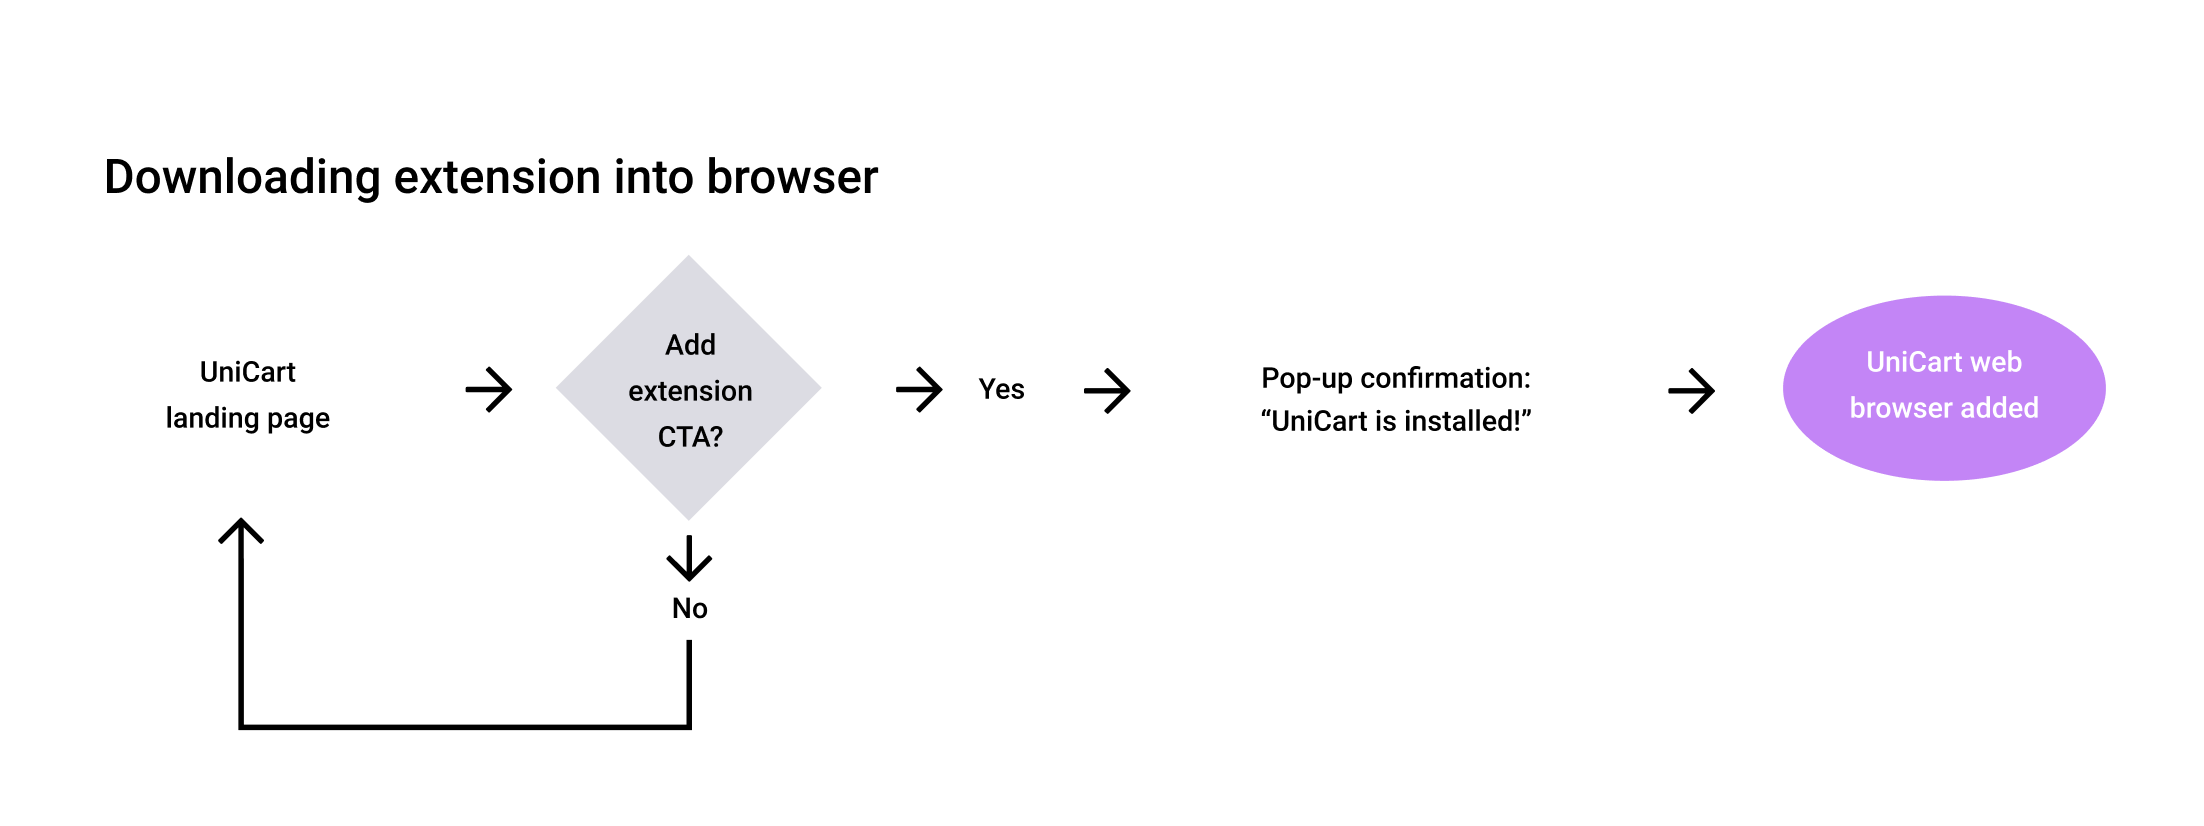 Downloading extension into browser
UniCart
landing page
Add
extension
CTA?
Yes
Pop-up confirmation:
“UniCart is installed!”
UniCart web
browser added
No